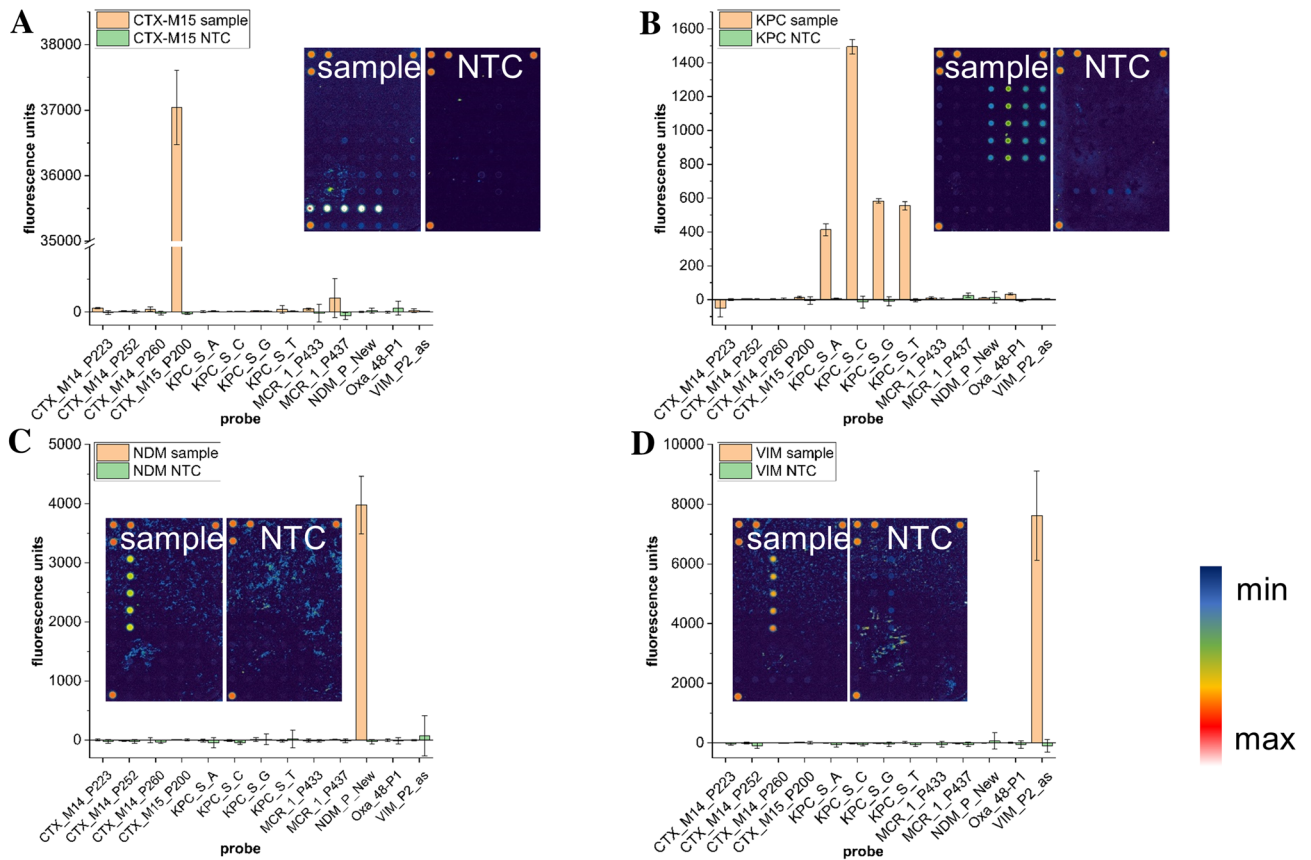 A
CTX-M15 sample
CTX-M15 NTC
fluorescence units
38000
37000
36000
35000
0
sample
NTC
CTX_M14_P223
CTX_M14_P252
CTX_M14_P260
CTX_M15_P200
KPC_S_A
KPC_S_C
KPC_S_G
KPC_S_T
MCR_1_P433
MCR_1_P437
NDM_P_New
Oxa_48-P1
VIM_P2_as
probe
B
KPC sample
KPC NTC
fluorescence units
1600
1400
1200
1000
800
600
400
200
0
sample
NTC
CTX_M14_P223
CTX_M14_P252
CTX_M14_P260
CTX_M15_P200
KPC_S_A
KPC_S_C
KPC_S_G
KPC_S_T
MCR_1_P433
MCR_1_P437
NDM_P_New
Oxa_48-P1
VIM_P2_as
probe
C
NDM sample
NDM NTC
fluorescence units
5000
4000
3000
2000
1000
0
sample
NTC
CTX_M14_P223
CTX_M14_P252
CTX_M14_P260
CTX_M15_P200
KPC_S_A
KPC_S_C
KPC_S_G
KPC_S_T
MCR_1_P433
MCR_1_P437
NDM_P_New
Oxa_48-P1
VIM_P2_as
probe
D
VIM sample
VIM NTC
fluorescence units
10000
8000
6000
4000
2000
0
sample
NTC
CTX_M14_P223
CTX_M14_P252
CTX_M14_P260
CTX_M15_P200
KPC_S_A
KPC_S_C
KPC_S_G
KPC_S_T
MCR_1_P433
MCR_1_P437
NDM_P_New
Oxa_48-P1
VIM_P2_as
probe
min
max